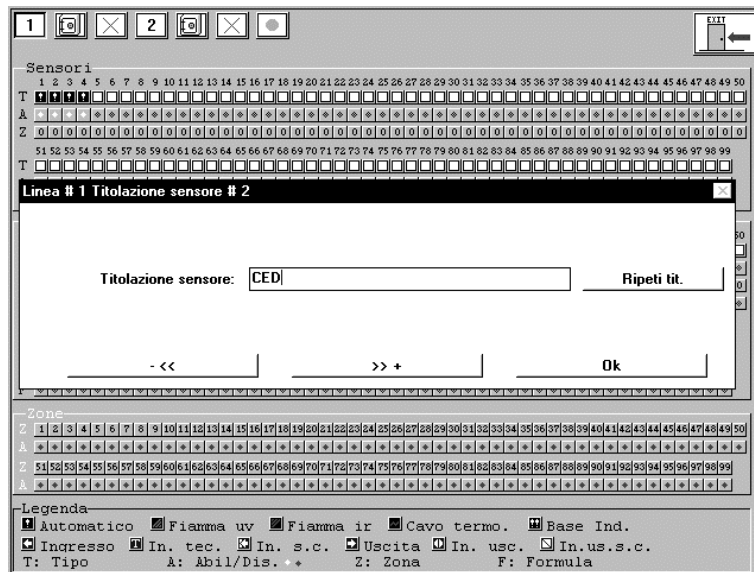 1 2
EXIT
Sensori
1 2 3 4 5 6 7 8 9 10 11 12 13 14 15 16 17 18 19 20 21 22 23 24 25 26 27 28 29 30 31 32 33 34 35 36 37 38 39 40 41 42 43 44 45 46 47 48 49 50
T
A
Z 0 0 0 0 0 0 0 0 0 0 0 0 0 0 0 0 0 0 0 0 0 0 0 0 0 0 0 0 0 0 0 0 0 0 0 0 0 0 0 0 0 0 0 0 0 0 0 0 0 0
51 52 53 54 55 56 57 58 59 60 61 62 63 64 65 66 67 68 69 70 71 72 73 74 75 76 77 78 79 80 81 82 83 84 85 86 87 88 89 90 91 92 93 94 95 96 97 98 99
T
Linea # 1 Titolazione sensore # 2
50
Titolazione sensore: CED Ripeti tit.
0
- << >> + Ok
Zone
Z 1 2 3 4 5 6 7 8 9 10 11 12 13 14 15 16 17 18 19 20 21 22 23 24 25 26 27 28 29 30 31 32 33 34 35 36 37 38 39 40 41 42 43 44 45 46 47 48 49 50
A
Z 51 52 53 54 55 56 57 58 59 60 61 62 63 64 65 66 67 68 69 70 71 72 73 74 75 76 77 78 79 80 81 82 83 84 85 86 87 88 89 90 91 92 93 94 95 96 97 98 99
A
Legenda
Automatico Fiamma uv Fiamma ir Cavo termo. Base Ind.
Ingresso In. tec. In. s.c. Uscita In. usc. In.us.s.c.
T: Tipo A: Abil/Dis. Z: Zona F: Formula